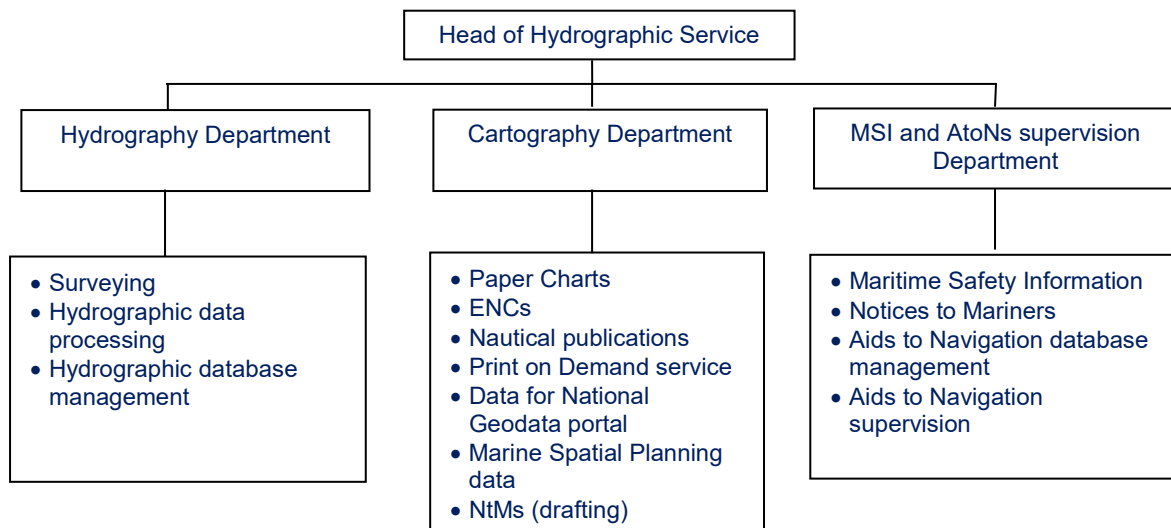 Head of Hydrographic Service
Hydrography Department
Cartography Department
MSI and AtoNs supervision
Department
• Surveying
• Hydrographic data
processing
• Hydrographic database
management
• Paper Charts
• ENCs
• Nautical publications
• Print on Demand service
• Data for National
Geodata portal
• Marine Spatial Planning
data
• NtMs (drafting)
• Maritime Safety Information
• Notices to Mariners
• Aids to Navigation database
management
• Aids to Navigation
supervision